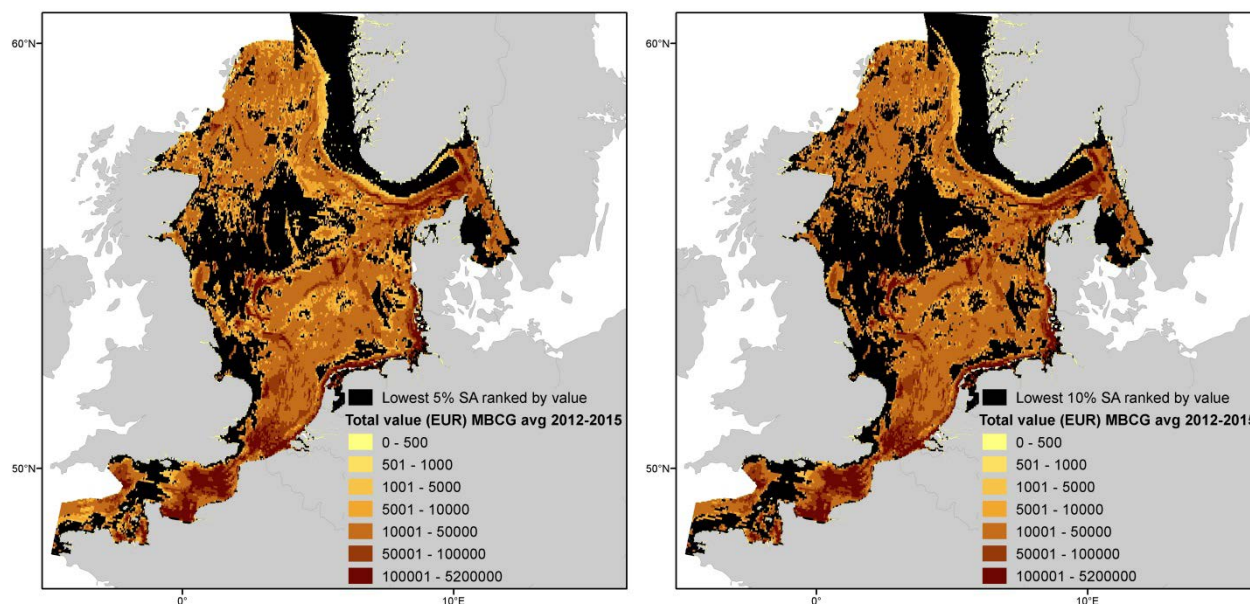 60°N
50°N
0°
10°E
Lowest 5% SA ranked by value
Total value (EUR) MBCG avg 2012-2015
0 - 500
501 - 1000
1001 - 5000
5001 - 10000
10001 - 50000
50001 - 100000
100001 - 5200000
60°N
50°N
0°
10°E
Lowest 10% SA ranked by value
Total value (EUR) MBCG avg 2012-2015
0 - 500
501 - 1000
1001 - 5000
5001 - 10000
10001 - 50000
50001 - 100000
100001 - 5200000